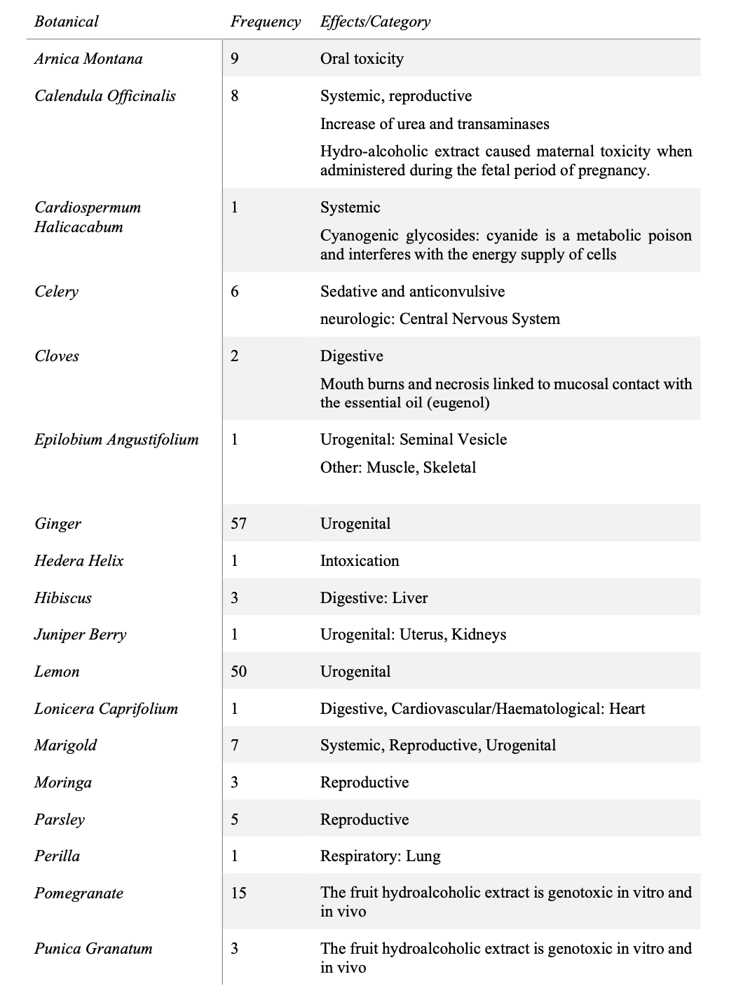 Botanical Frequency Effects/Category
Arnica Montana 9 Oral toxicity
Calendula Officinalis 8 Systemic, reproductive
Increase of urea and transaminases
Hydro-alcoholic extract caused maternal toxicity when
administered during the fetal period of pregnancy.
Cardiospermum 1 Systemic
Halicacabum
Cyanogenic glycosides: cyanide is a metabolic poison
and interferes with the energy supply of cells
Celery 6 Sedative and anticonvulsive
neurologic: Central Nervous System
Cloves 2 Digestive
Mouth burns and necrosis linked to mucosal contact with
the essential oil (eugenol)
Epilobium Angustifolium 1 Urogenital: Seminal Vesicle
Other: Muscle, Skeletal
Ginger 57 Urogenital
Hedera Helix 1 Intoxication
Hibiscus 3 Digestive: Liver
Juniper Berry 1 Urogenital: Uterus, Kidneys
Lemon 50 Urogenital
Lonicera Caprifolium 1 Digestive, Cardiovascular/Haematological: Heart
Marigold 7 Systemic, Reproductive, Urogenital
Moringa 3 Reproductive
Parsley 5 Reproductive
Perilla 1 Respiratory: Lung
Pomegranate 15 The fruit hydroalcoholic extract is genotoxic in vitro and
in vivo
Punica Granatum 3 The fruit hydroalcoholic extract is genotoxic in vitro and
in vivo